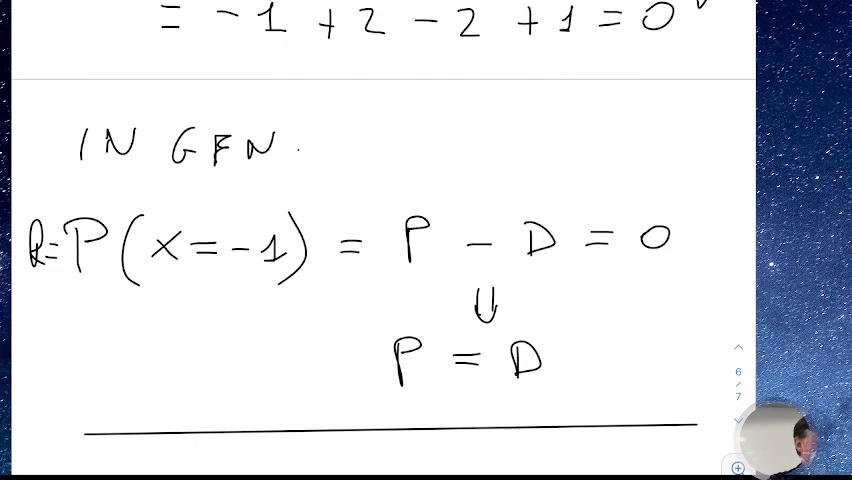 = -1 + 2 - 2 + 1 = 0
IN GEN.
R = P(x = -1) = P - D = 0
⇓
P = D
6
/
7